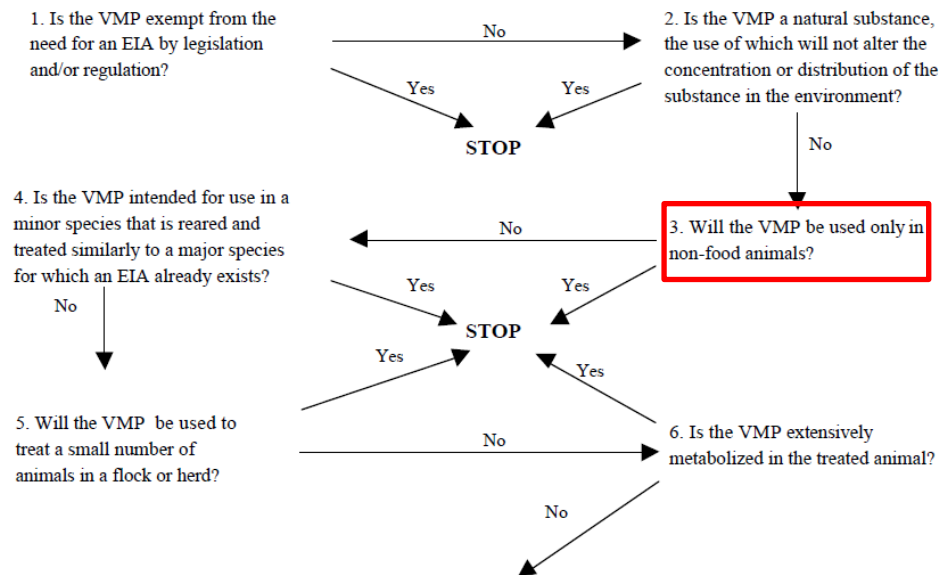 1. Is the VMP exempt from the
need for an EIA by legislation
and/or regulation?
No
2. Is the VMP a natural substance,
the use of which will not alter the
concentration or distribution of the
substance in the environment?
Yes
Yes
STOP
No
4. Is the VMP intended for use in a
minor species that is reared and
treated similarly to a major species
for which an EIA already exists?
No
3. Will the VMP be used only in
non-food animals?
Yes
Yes
No
STOP
Yes
Yes
5. Will the VMP be used to
treat a small number of
animals in a flock or herd?
No
6. Is the VMP extensively
metabolized in the treated animal?
No